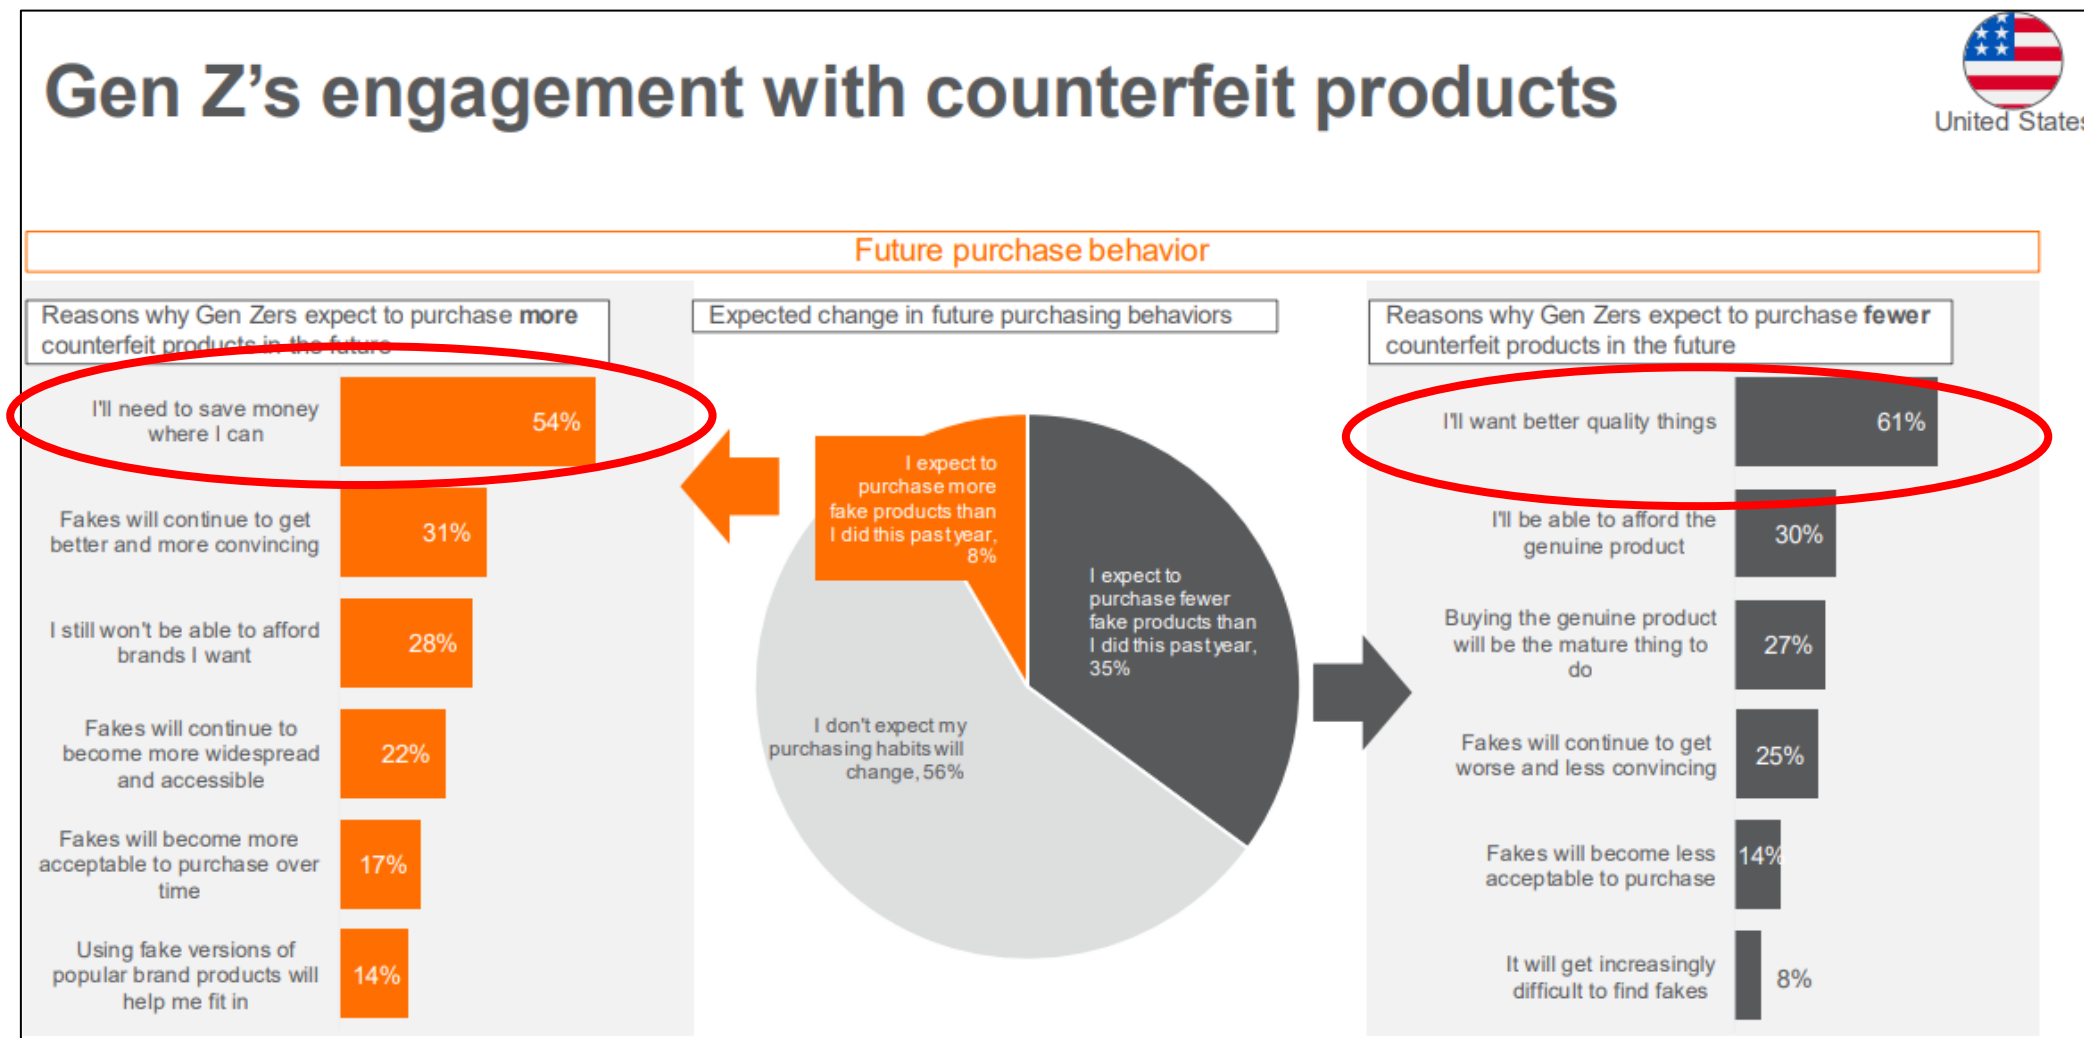 Gen Z's engagement with counterfeit products
United States
Future purchase behavior
Reasons why Gen Zers expect to purchase more
counterfeit products in the future
I'll need to save money
where I can
54%
Fakes will continue to get
better and more convincing
31%
I still won't be able to afford
brands I want
28%
Fakes will continue to
become more widespread
and accessible
22%
Fakes will become more
acceptable to purchase over
time
17%
Using fake versions of
popular brand products will
help me fit in
14%
Expected change in future purchasing behaviors
I expect to
purchase more
fake products than
I did this past year,
8%
I expect to
purchase fewer
fake products than
I did this past year,
35%
I don't expect my
purchasing habits will
change, 56%
Reasons why Gen Zers expect to purchase fewer
counterfeit products in the future
I'll want better quality things
61%
I'll be able to afford the
genuine product
30%
Buying the genuine product
will be the mature thing to
do
27%
Fakes will continue to get
worse and less convincing
25%
Fakes will become less
acceptable to purchase
14%
It will get increasingly
difficult to find fakes
8%